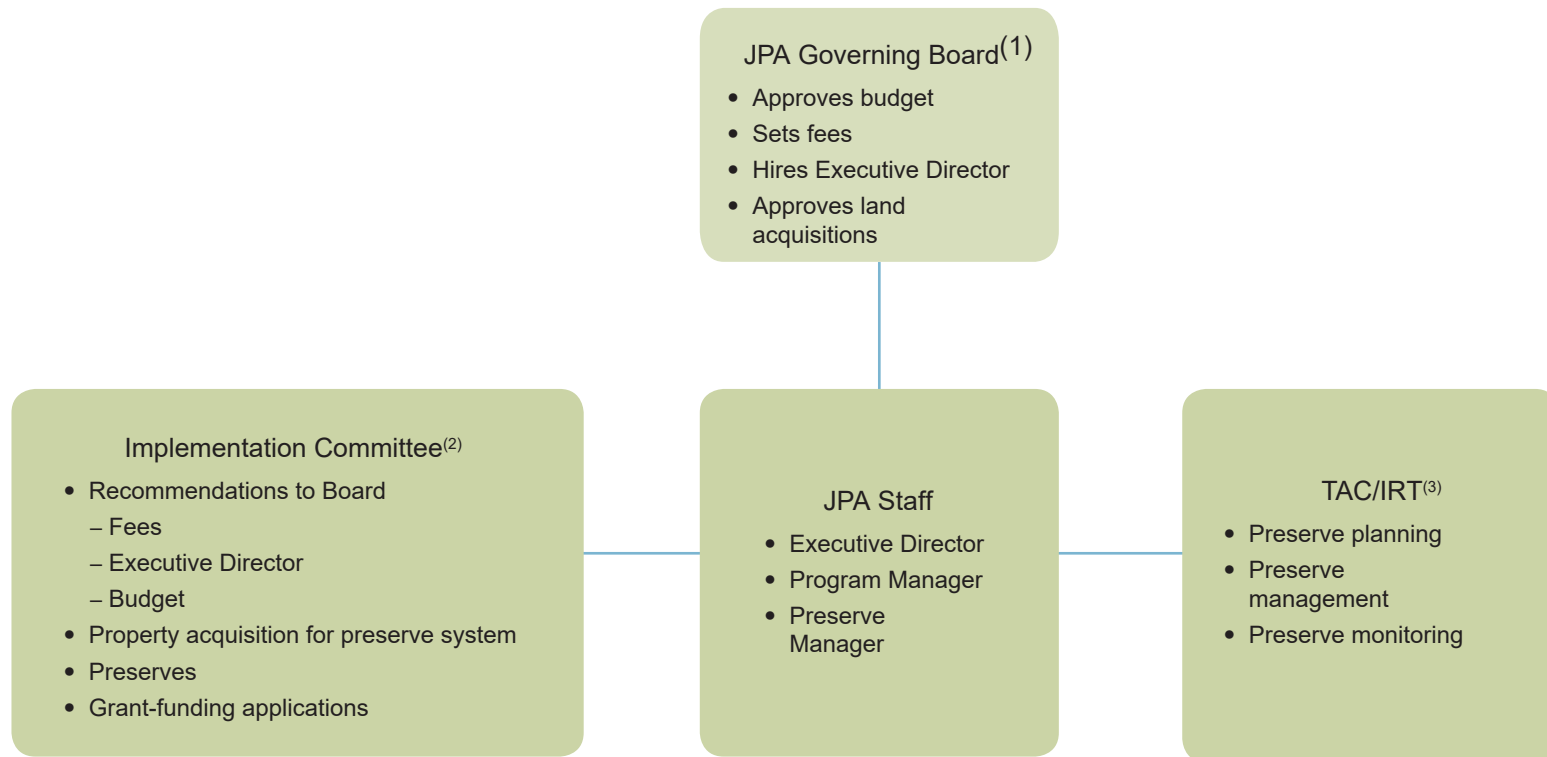 JPA Governing Board(1)
• Approves budget
• Sets fees
• Hires Executive Director
• Approves land
acquisitions
Implementation Committee(2)
• Recommendations to Board
– Fees
– Executive Director
– Budget
• Property acquisition for preserve system
• Preserves
• Grant-funding applications
JPA Staff
• Executive Director
• Program Manager
• Preserve
Manager
TAC/IRT(3)
• Preserve planning
• Preserve
management
• Preserve monitoring